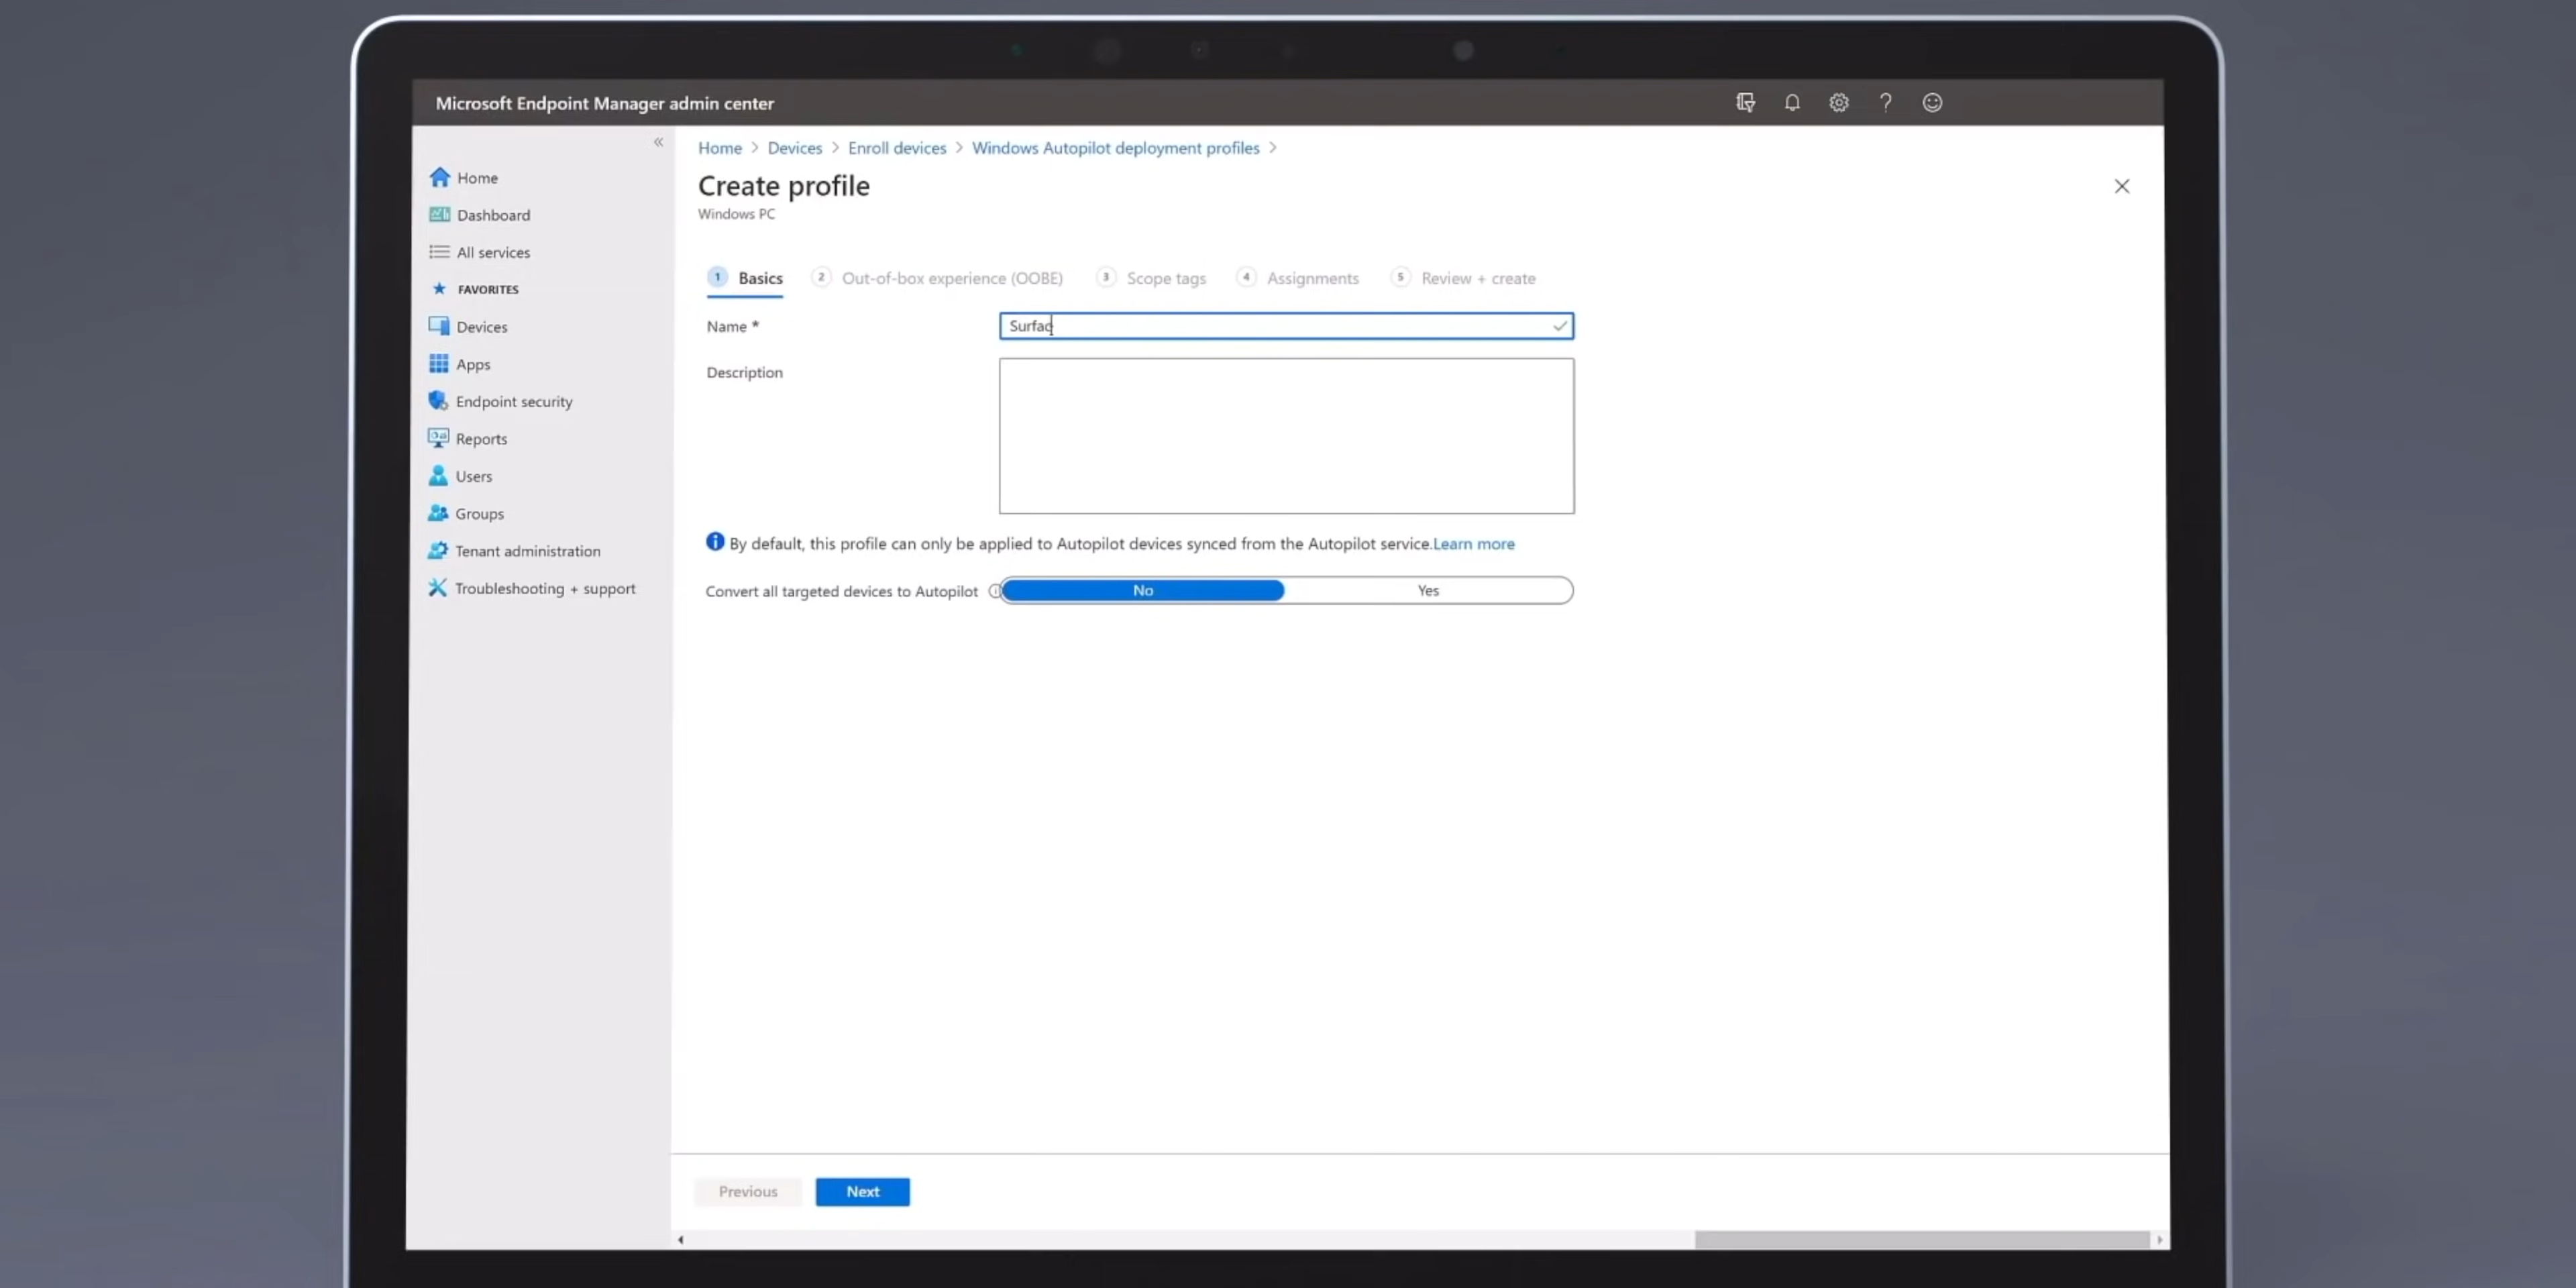 Microsoft Endpoint Manager admin center
Home
Dashboard
All services
FAVORITES
Devices
Apps
Endpoint security
Reports
Users
Groups
Tenant administration
Troubleshooting + support
Home > Devices > Enroll devices > Windows Autopilot deployment profiles >
Create profile
Windows PC
1 Basics 2 Out-of-box experience (OOBE) 3 Scope tags 4 Assignments 5 Review + create
Name * Surfac
Description
By default, this profile can only be applied to Autopilot devices synced from the Autopilot service.Learn more
Convert all targeted devices to Autopilot No Yes
Previous Next